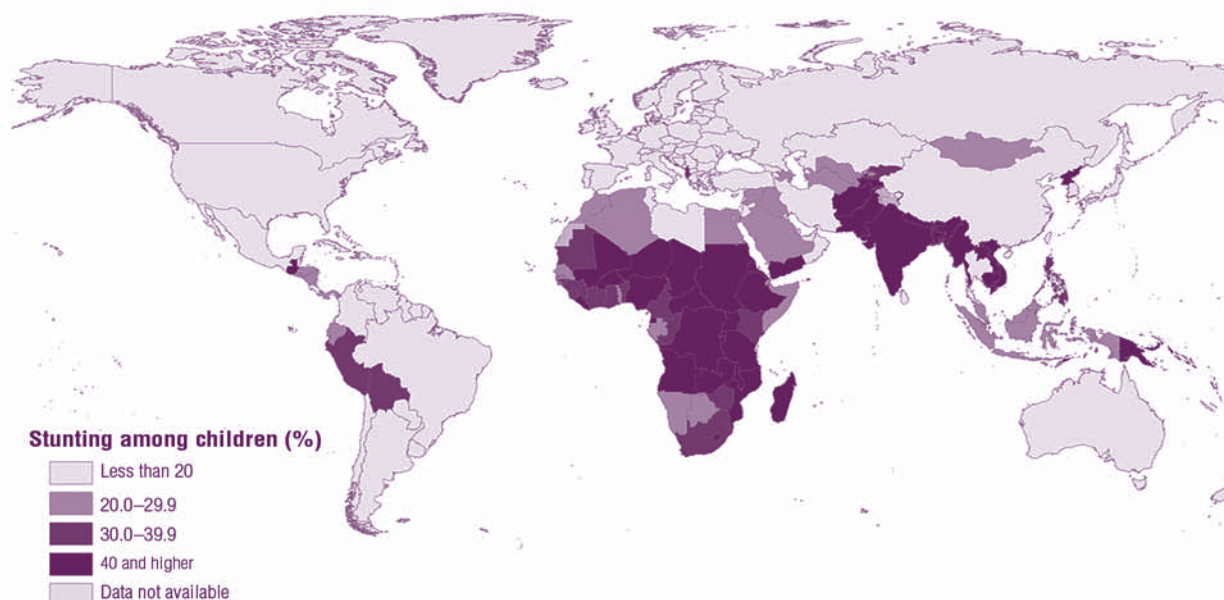 Stunting among children (%)
Less than 20
20.0–29.9
30.0–39.9
40 and higher
Data not available